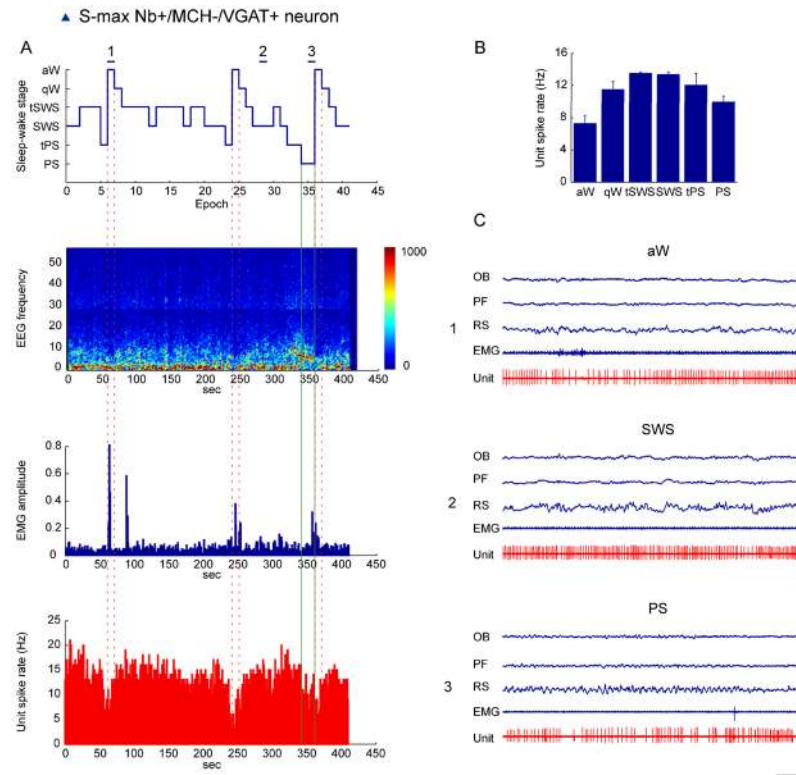 ▲ S-max Nb+/MCH-/VGAT+ neuron
A
1 2 3
Sleep-wake stage
aW
qW
tSWS
SWS
tPS
PS
0 5 10 15 20 25 30 35 40 45
Epoch
EEG frequency
50
40
30
20
10
0
0 50 100 150 200 250 300 350 400 450
sec
1000
0
EMG amplitude
0.8
0.6
0.4
0.2
0
0 50 100 150 200 250 300 350 400 450
sec
Unit spike rate (Hz)
25
20
15
10
5
0
0 50 100 150 200 250 300 350 400 450
sec
B
Unit spike rate (Hz)
16
12
8
4
0
aW qW tSWS SWS tPS PS
C
aW
1
OB
PF
RS
EMG
Unit
SWS
2
OB
PF
RS
EMG
Unit
PS
3
OB
PF
RS
EMG
Unit